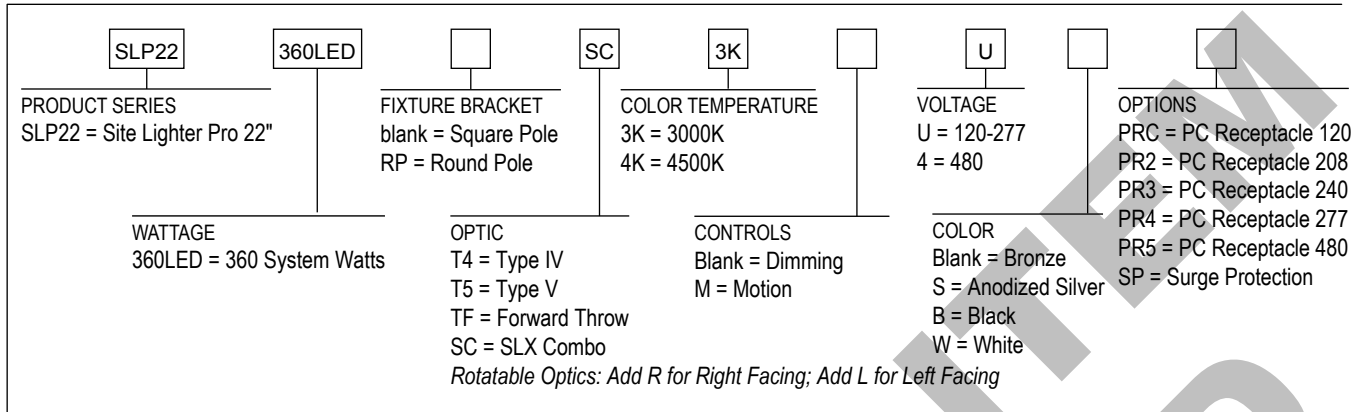 SLP22 360LED SC 3K U
PRODUCT SERIES
SLP22 = Site Lighter Pro 22"
WATTAGE
360LED = 360 System Watts
FIXTURE BRACKET
blank = Square Pole
RP = Round Pole
OPTIC
T4 = Type IV
T5 = Type V
TF = Forward Throw
SC = SLX Combo
Rotatable Optics: Add R for Right Facing; Add L for Left Facing
COLOR TEMPERATURE
3K = 3000K
4K = 4500K
CONTROLS
Blank = Dimming
M = Motion
VOLTAGE
U = 120-277
4 = 480
COLOR
Blank = Bronze
S = Anodized Silver
B = Black
W = White
OPTIONS
PRC = PC Receptacle 120
PR2 = PC Receptacle 208
PR3 = PC Receptacle 240
PR4 = PC Receptacle 277
PR5 = PC Receptacle 480
SP = Surge Protection
ITEM